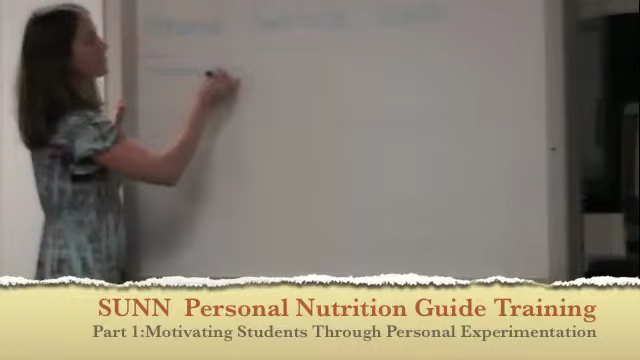 SUNN Personal Nutrition Guide Training
Part 1:Motivating Students Through Personal Experimentation